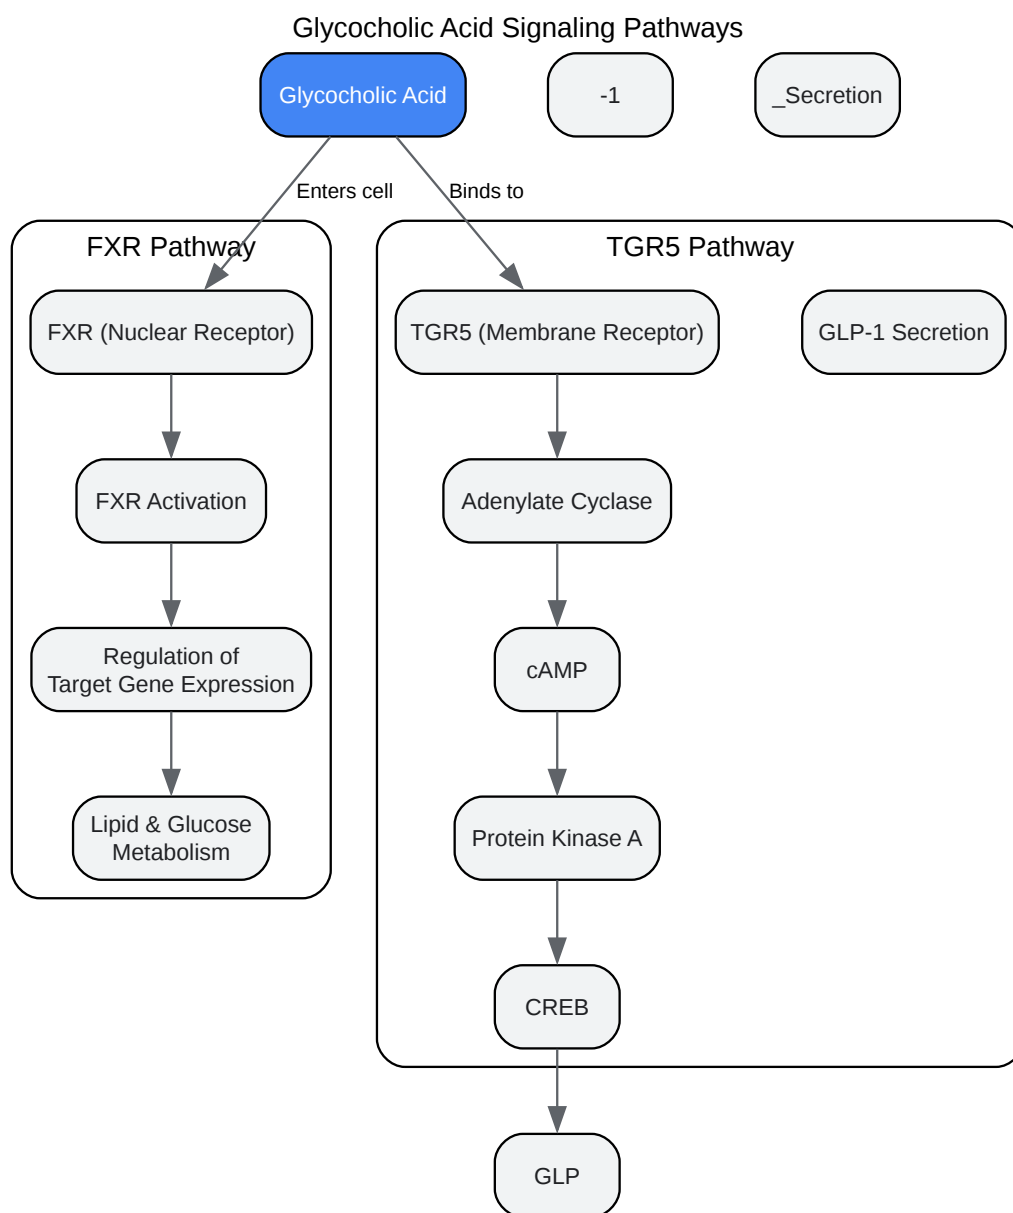 Glycocholic Acid Signaling Pathways
Glycocholic Acid
-1
_Secretion
Enters cell
Binds to
FXR Pathway
TGR5 Pathway
FXR (Nuclear Receptor)
TGR5 (Membrane Receptor)
GLP-1 Secretion
FXR Activation
Adenylate Cyclase
Regulation of
Target Gene Expression
cAMP
Lipid & Glucose
Metabolism
Protein Kinase A
CREB
GLP